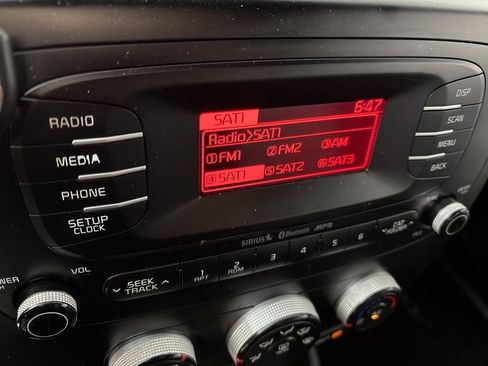 SAT1 6:47
Radio>SAT1
①FM1 ②FM2 ③AM
④SAT1 ⑤SAT2 ⑥SAT3
RADIO
MEDIA
PHONE
SETUP
CLOCK
DISP
SCAN
MENU
BACK
SIRIUS Bluetooth MP3
VOL
SEEK
TRACK
1
RPT
2
RDM
3
4
5
6
CAT
FOLDER